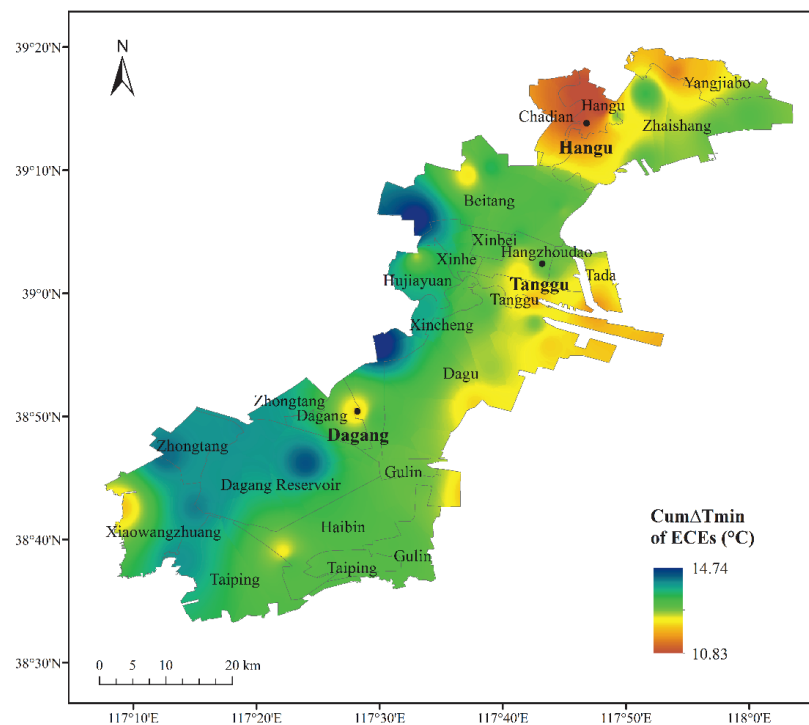 39°20'N
N
Yangjiabo
Hangu
Chadian
Zhaishang
Hangu
39°10'N
Beitang
Xinbei
Hangzhoudao
Xinhe
Tada
Hujiayuan
Tanggu
39°0'N
Tanggu
Xincheng
Dagu
38°50'N
Zhongtang
Dagang
Dagang
Zhongtang
Gulin
Dagang Reservoir
CumΔTmin
of ECEs (°C)
Xiaowangzhuang
Haibin
38°40'N
Gulin
Taiping
Taiping
14.74
10.83
0 5 10 20 km
38°30'N
117°10'E 117°20'E 117°30'E 117°40'E 117°50'E 118°0'E